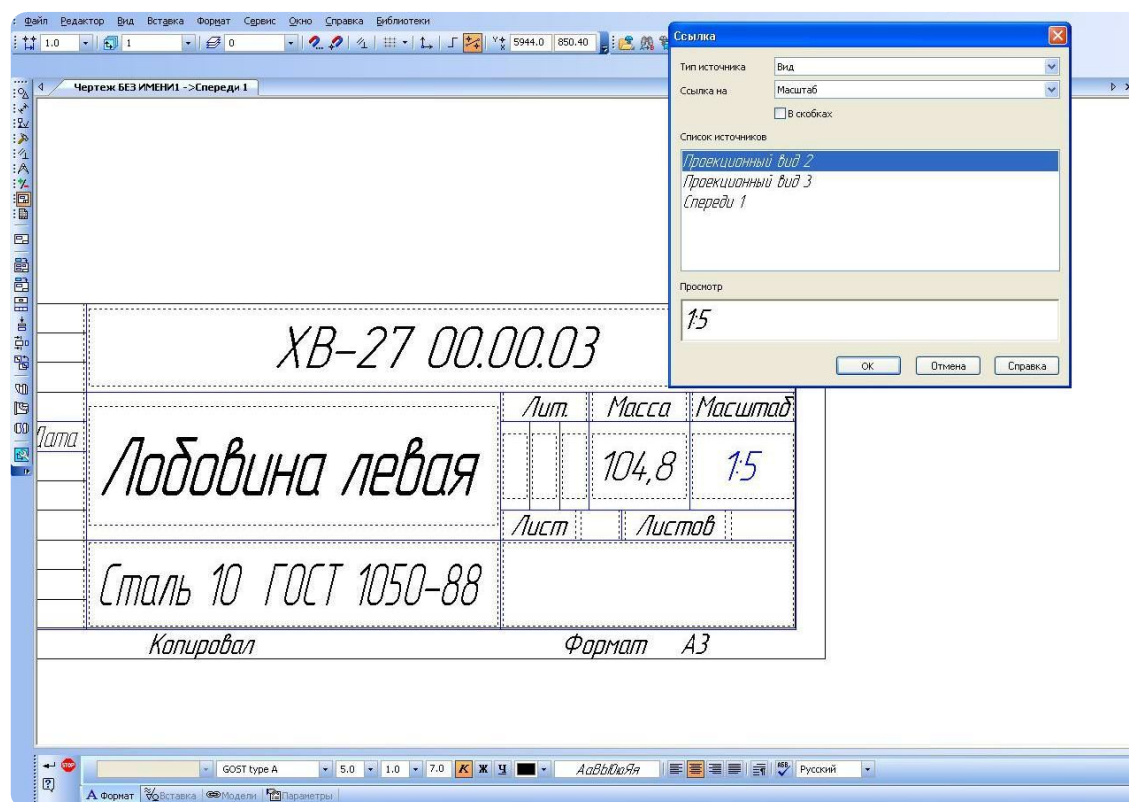 Файл Редактор Вид Вставка Формат Сервис Окно Справка Библиотеки
1.0 1 0 5944.0 850.40
Чертеж БЕЗ ИМЕНИ1 ->Спереди 1
Ссылка
Тип источника Вид
Ссылка на Масштаб
В скобках
Список источников
Проекционный вид 2
Проекционный вид 3
Спереди 1
Просмотр
1:5
ОК Отмена Справка
ХВ-27 00.00.03
Лит. Масса Масштаб
Дата
Лобовина левая
104,8 1:5
Лист Листов
Сталь 10 ГОСТ 1050-88
Копировал Формат А3
GOST type A 5.0 1.0 7.0 К Ж Ч АаВbЮюЯя Русский
Формат Вставка Модели Параметры